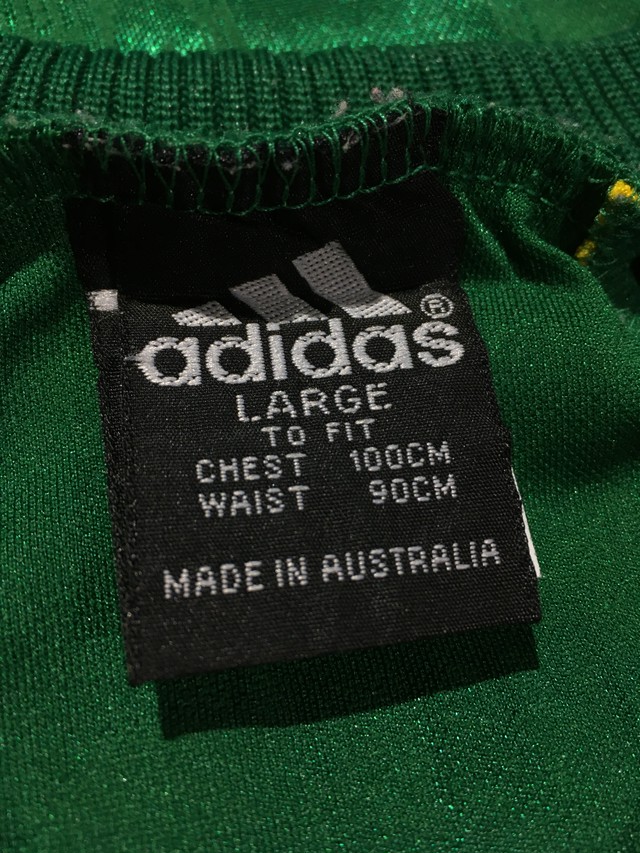 adidas®
LARGE
TO FIT
CHEST 100CM
WAIST 90CM
MADE IN AUSTRALIA